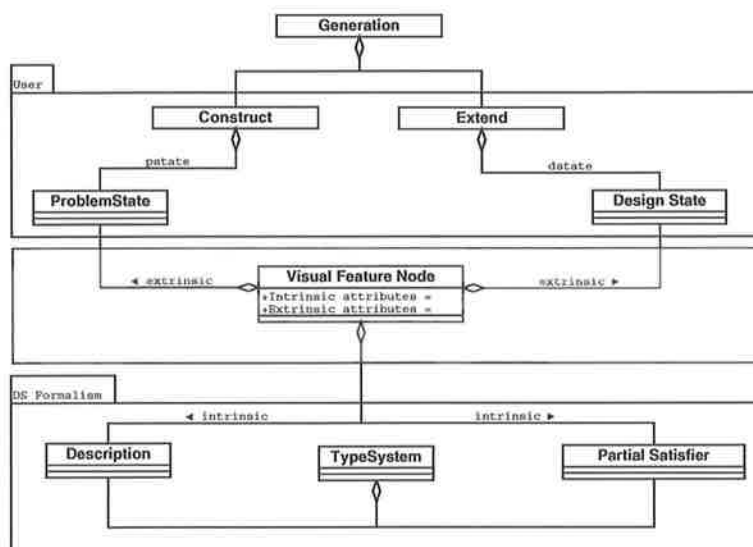 Generation
User
Construct
Extend
pstate
dstate
ProblemState
Design State
◄ extrinsic
Visual Feature Node
extrinsic ►
+Intrinsic attributes =
+Extrinsic attributes =
DS Formalism
◄ intrinsic
intrinsic ►
Description
TypeSystem
Partial Satisfier